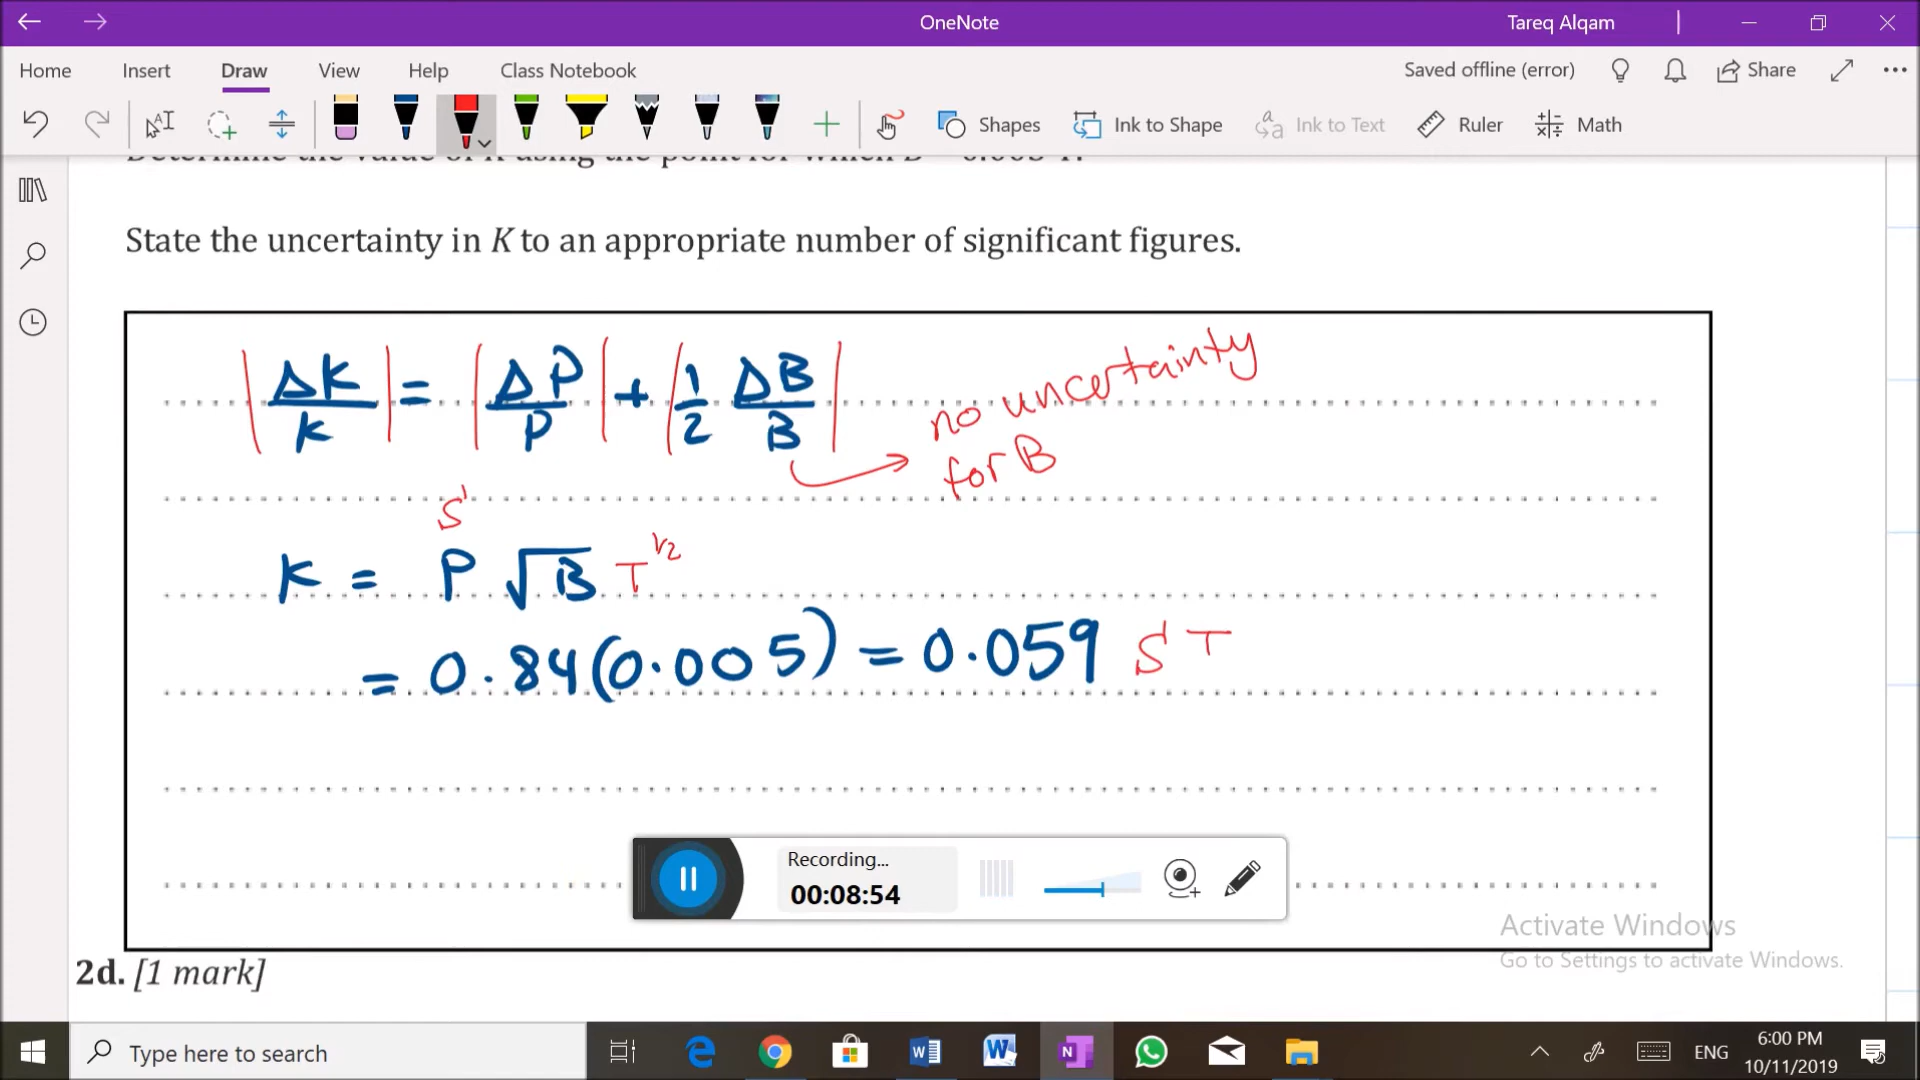 OneNote
Tareq Alqam
Home Insert Draw View Help Class Notebook
Saved offline (error) Share
Shapes Ink to Shape Ink to Text Ruler Math
State the uncertainty in K to an appropriate number of significant figures.
|ΔK/K| = |ΔP/P| + |1/2 ΔB/B|
no uncertainty
for B
s¹
K = P √B T^1/2
= 0.84(0.005) = 0.059 s¹ T
Recording...
00:08:54
Activate Windows
Go to Settings to activate Windows.
2d. [1 mark]
Type here to search
ENG
6:00 PM
10/11/2019